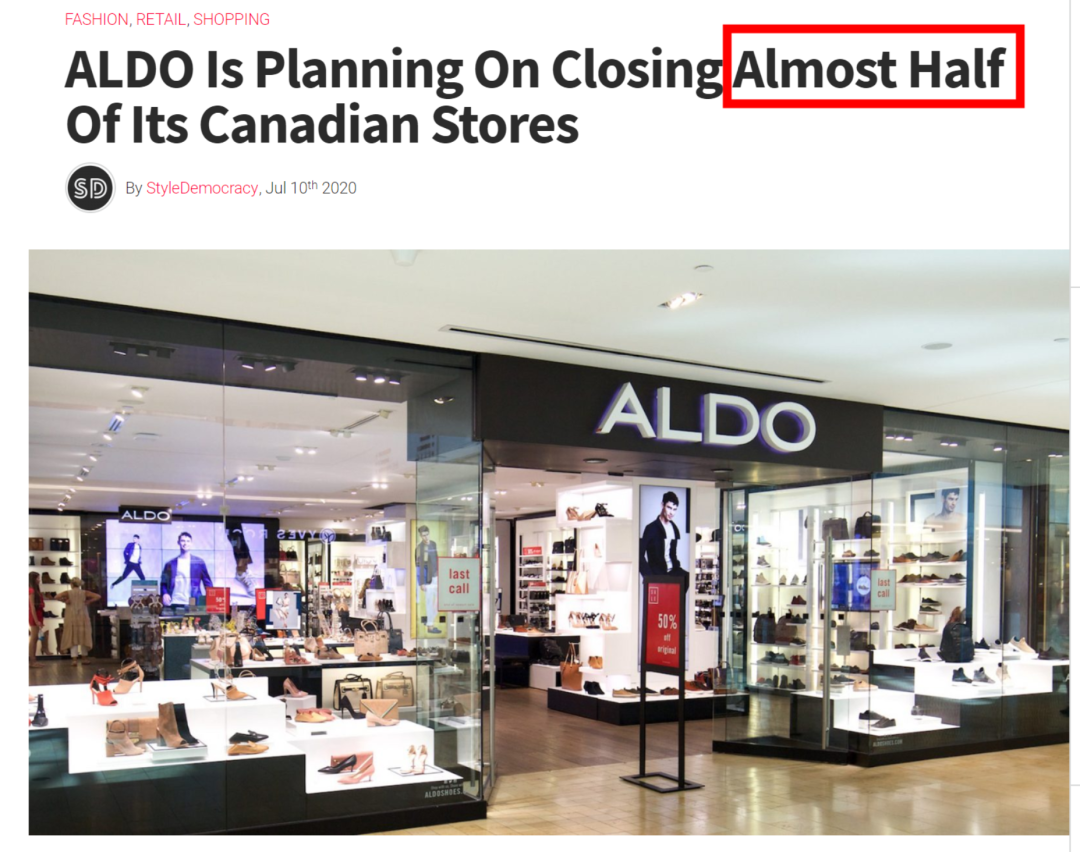 FASHION, RETAIL, SHOPPING
ALDO Is Planning On Closing Almost Half
Of Its Canadian Stores
SD
By StyleDemocracy, Jul 10th 2020
ALDO
ALDO
last
call
last
call
50%
off
original
ALDOSHOES.COM